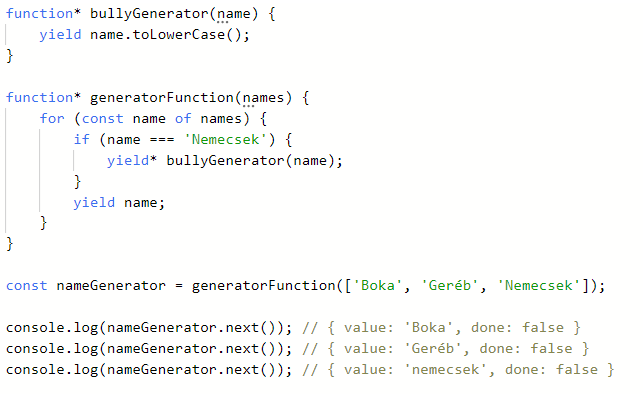 function* bullyGenerator(name) {
yield name.toLowerCase();
}
function* generatorFunction(names) {
for (const name of names) {
if (name === 'Nemecsek') {
yield* bullyGenerator(name);
}
yield name;
}
}
const nameGenerator = generatorFunction(['Boka', 'Geréb', 'Nemecsek']);
console.log(nameGenerator.next()); // { value: 'Boka', done: false }
console.log(nameGenerator.next()); // { value: 'Geréb', done: false }
console.log(nameGenerator.next()); // { value: 'nemecsek', done: false }